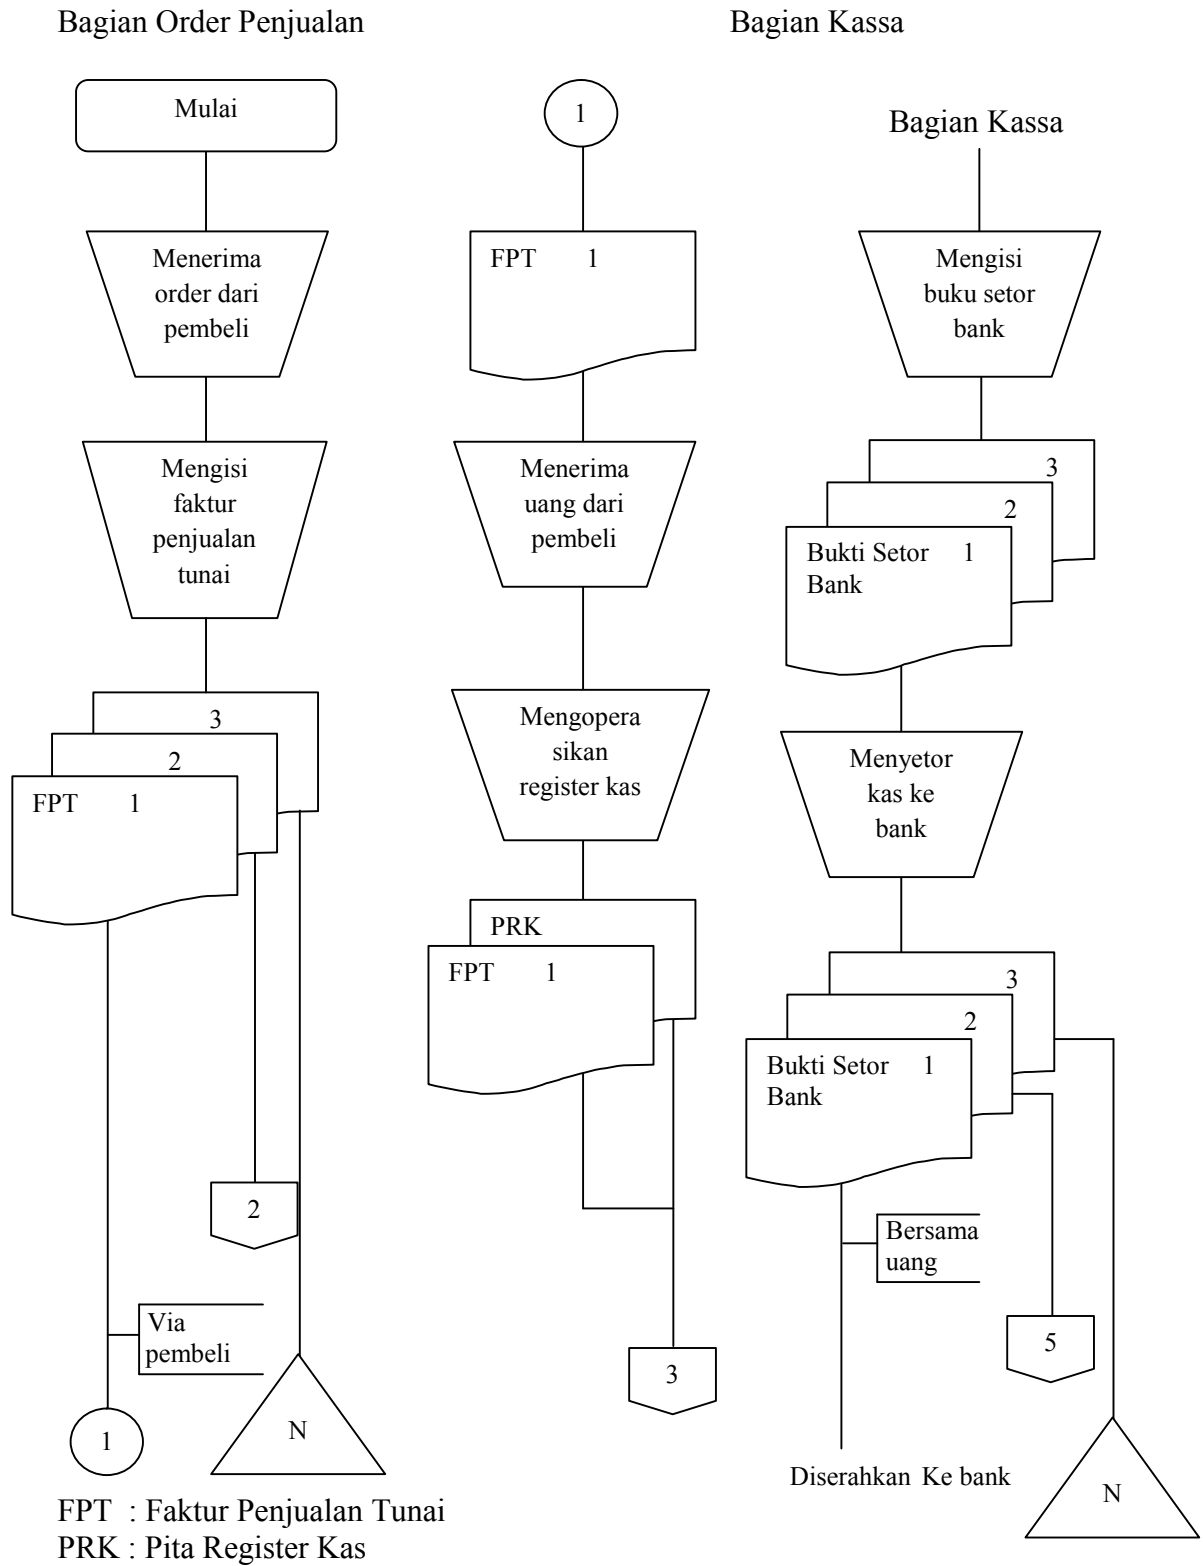 Bagian Order Penjualan
Bagian Kassa
Mulai
Menerima
order dari
pembeli
Mengisi
faktur
penjualan
tunai
3
2
FPT 1
2
Via
pembeli
1
N
1
FPT 1
Menerima
uang dari
pembeli
Mengopera
sikan
register kas
PRK
FPT 1
3
Bagian Kassa
Mengisi
buku setor
bank
3
2
Bukti Setor 1
Bank
Menyetor
kas ke
bank
3
2
Bukti Setor 1
Bank
Bersama
uang
5
Diserahkan Ke bank
N
FPT : Faktur Penjualan Tunai
PRK : Pita Register Kas